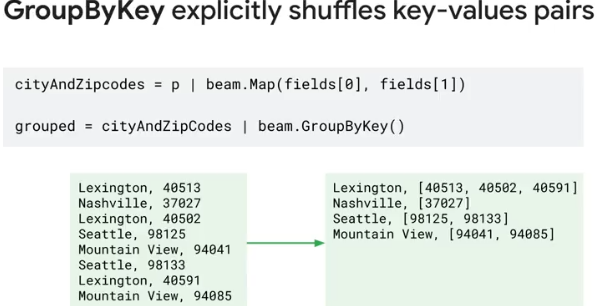 GroupByKey explicitly shuffles key-values pairs
cityAndZipcodes = p | beam.Map(fields[0], fields[1])
grouped = cityAndZipCodes | beam.GroupByKey()
Lexington, 40513
Nashville, 37027
Lexington, 40502
Seattle, 98125
Mountain View, 94041
Seattle, 98133
Lexington, 40591
Mountain View, 94085
Lexington, [40513, 40502, 40591]
Nashville, [37027]
Seattle, [98125, 98133]
Mountain View, [94041, 94085]